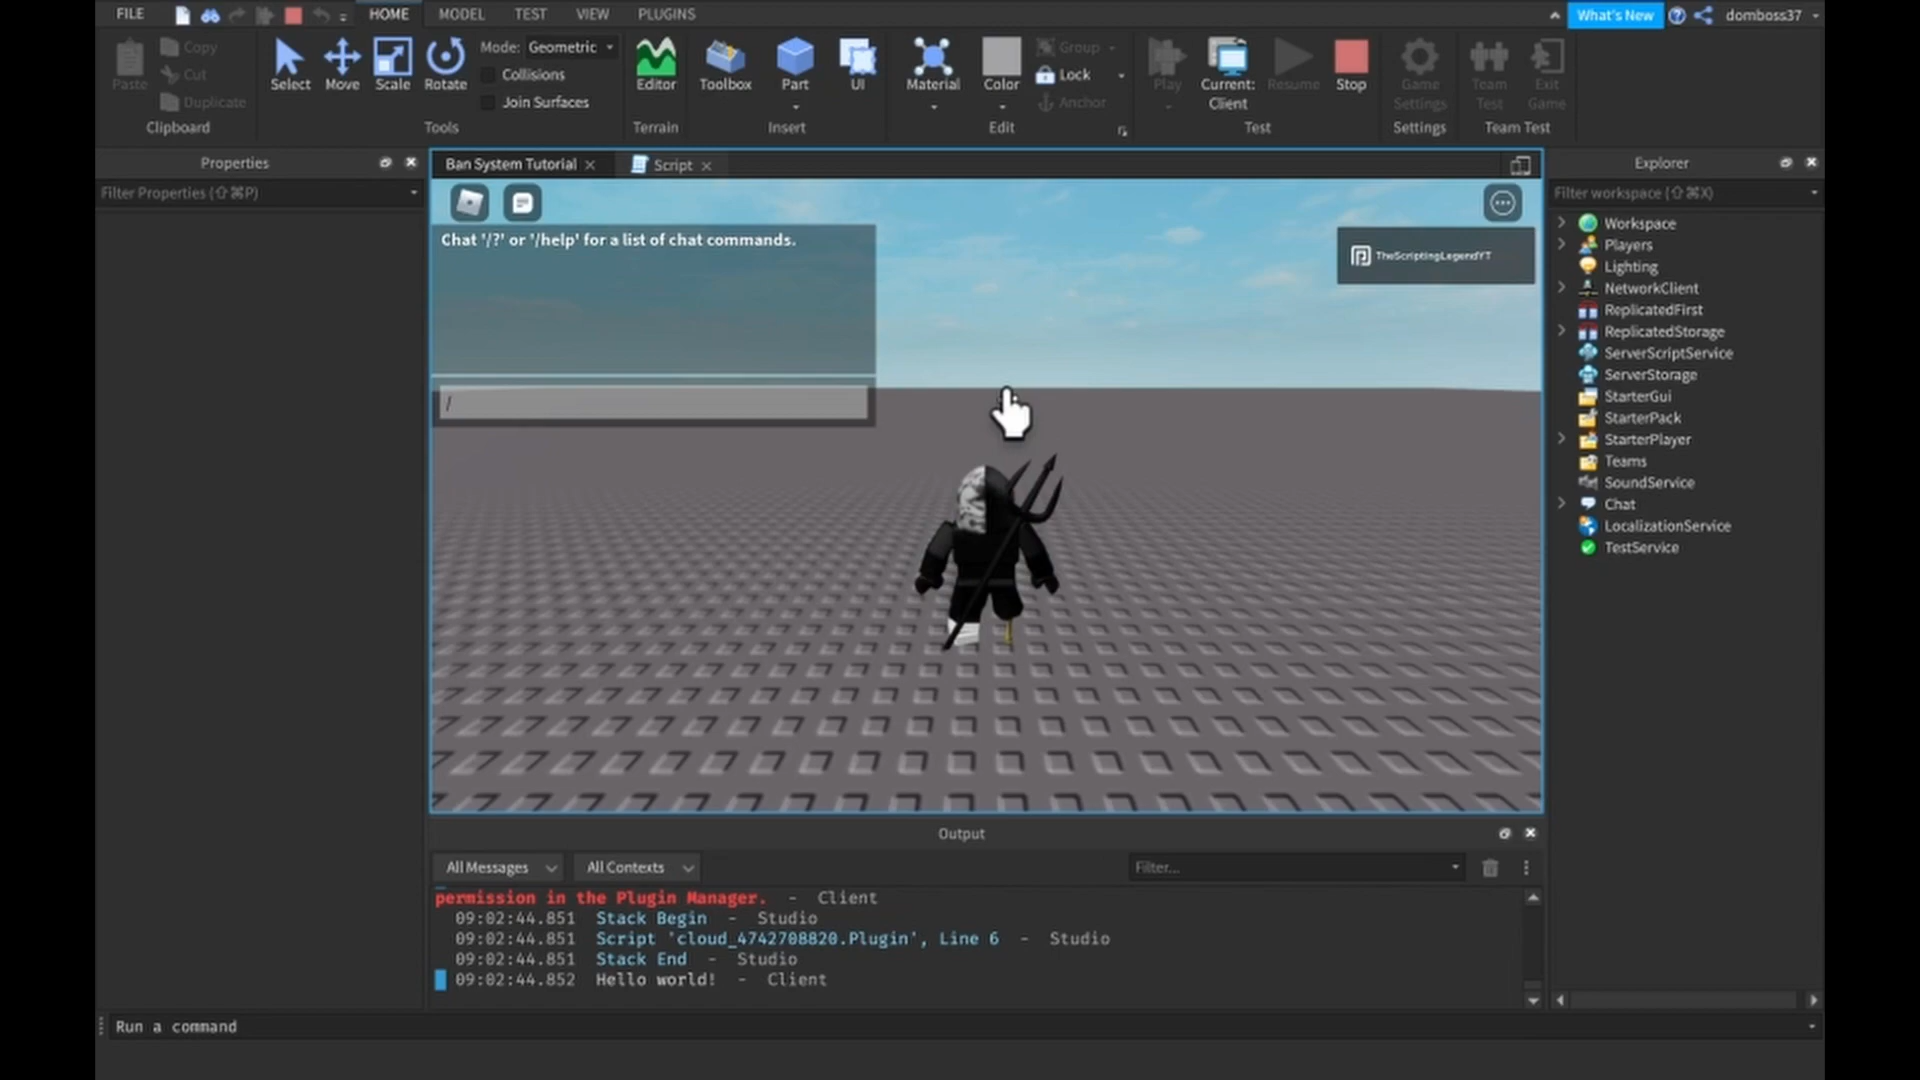 FILE HOME MODEL TEST VIEW PLUGINS What's New domboss37
Paste Copy Cut Duplicate
Clipboard
Select Move Scale Rotate
Mode: Geometric
Collisions
Join Surfaces
Tools
Editor
Terrain
Toolbox Part UI
Insert
Material Color Group Lock Anchor
Edit
Play Current: Client Resume Stop
Test
Game Settings
Settings
Team Test Exit Game
Team Test
Properties
Filter Properties (⇧⌘P)
Ban System Tutorial Script
Chat '/?' or '/help' for a list of chat commands.
/
TheScriptingLegendYT
Explorer
Filter workspace (⇧⌘X)
Workspace
Players
Lighting
NetworkClient
ReplicatedFirst
ReplicatedStorage
ServerScriptService
ServerStorage
StarterGui
StarterPack
StarterPlayer
Teams
SoundService
Chat
LocalizationService
TestService
Output
All Messages All Contexts Filter...
permission in the Plugin Manager. - Client
09:02:44.851 Stack Begin - Studio
09:02:44.851 Script 'cloud_4742708820.Plugin', Line 6 - Studio
09:02:44.851 Stack End - Studio
09:02:44.852 Hello world! - Client
Run a command